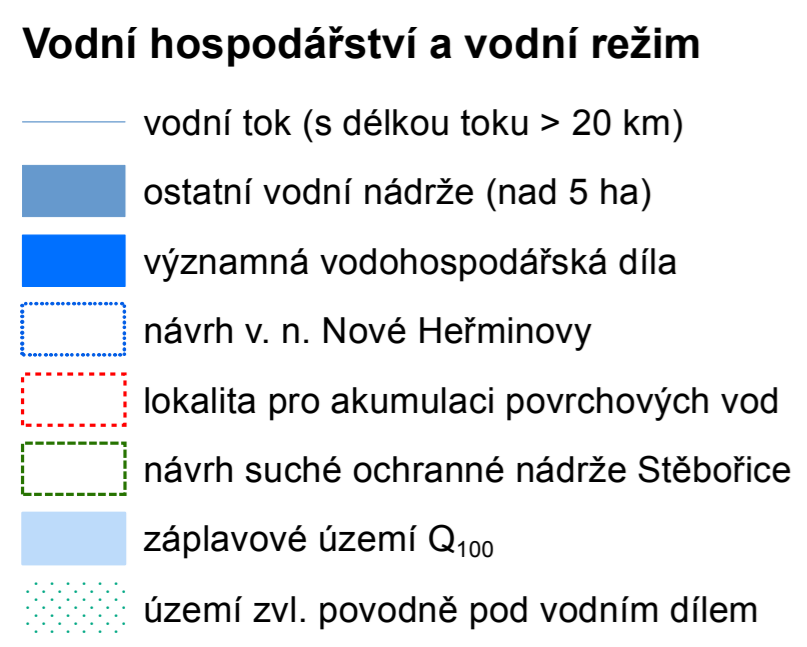 Vodní hospodářství a vodní režim
vodní tok (s délkou toku > 20 km)
ostatní vodní nádrže (nad 5 ha)
významná vodohospodářská díla
návrh v. n. Nové Heřminovy
lokalita pro akumulaci povrchových vod
návrh suché ochranné nádrže Stěbořice
záplavové území Q₁₀₀
území zvl. povodně pod vodním dílem